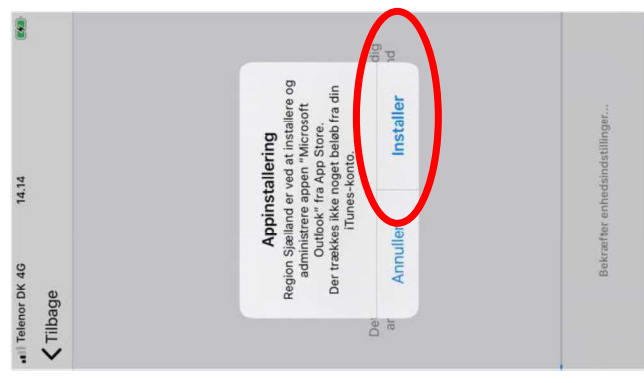 Telenor DK 4G 14.14
Tilbage
Appinstallering
Region Sjælland er ved at installere og
administrere appen "Microsoft
Outlook" fra App Store.
Der trækkes ikke noget beløb fra din
iTunes-konto.
Annuller Installer
Bekræfter enhedsindstillinger...